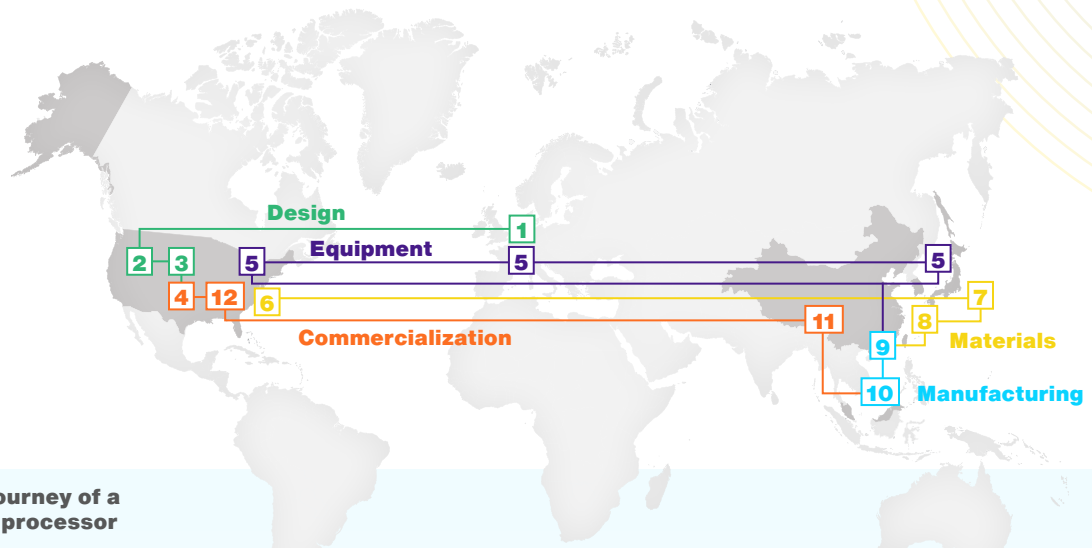 Design
1
2
3
Equipment
5
5
5
4
12
6
7
Commercialization
11
8
9
Materials
10
Manufacturing
ourney of a
processor